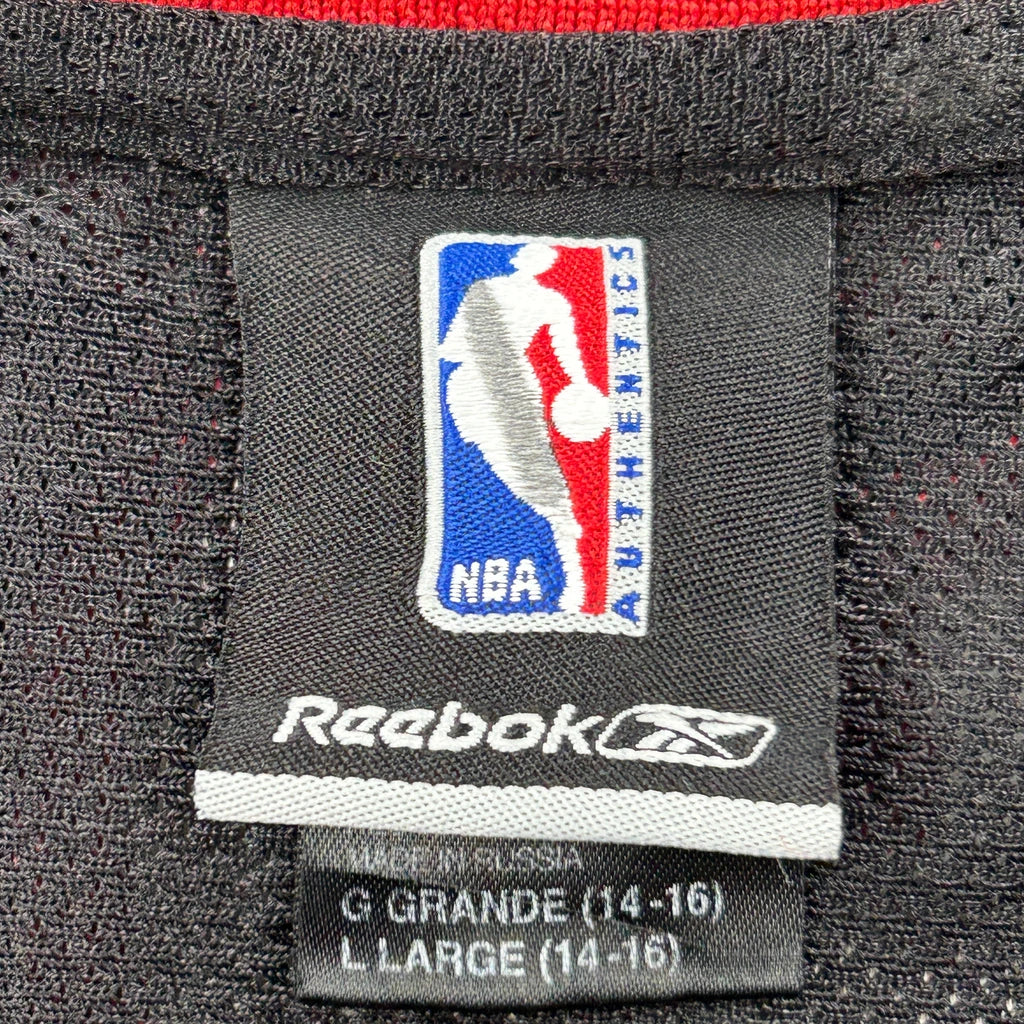 NBA
AUTHENTICS
Reebok
MADE IN RUSSIA
G GRANDE (14-16)
L LARGE (14-16)